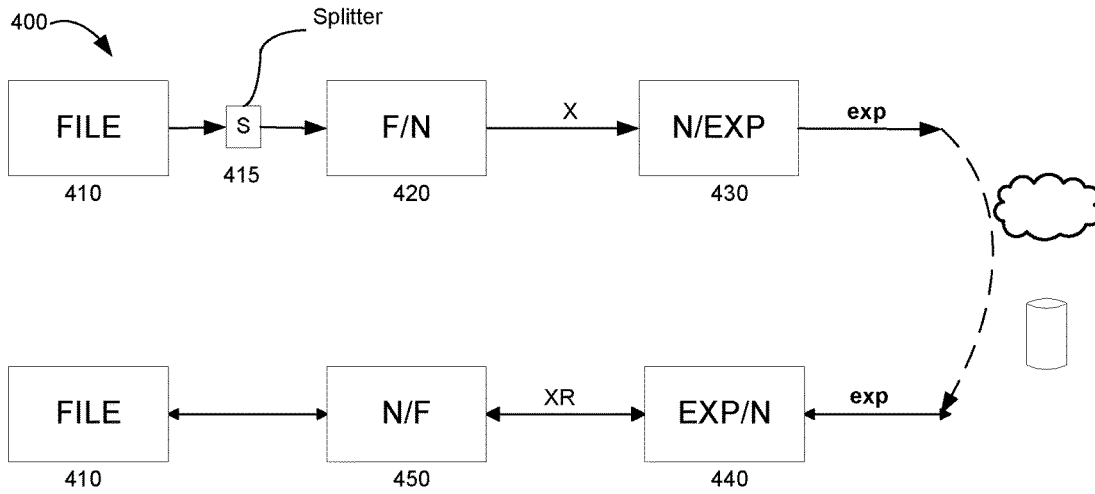 400
Splitter
FILE
S
F/N
X
N/EXP
exp
410
415
420
430
FILE
N/F
XR
EXP/N
exp
410
450
440